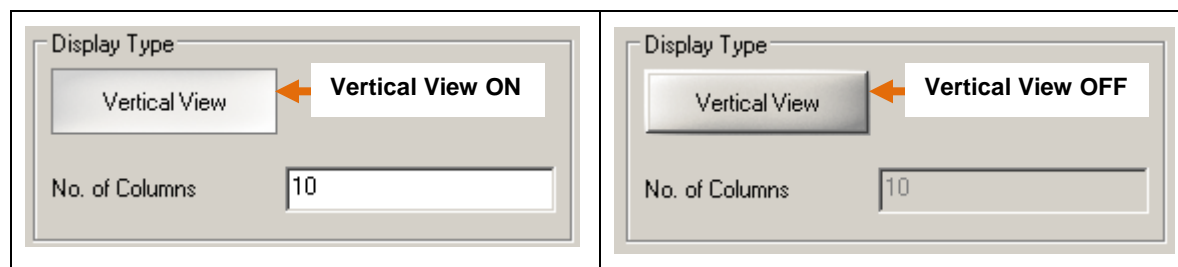 Display Type
Vertical View
Vertical View ON
No. of Columns
10
Display Type
Vertical View
Vertical View OFF
No. of Columns
10